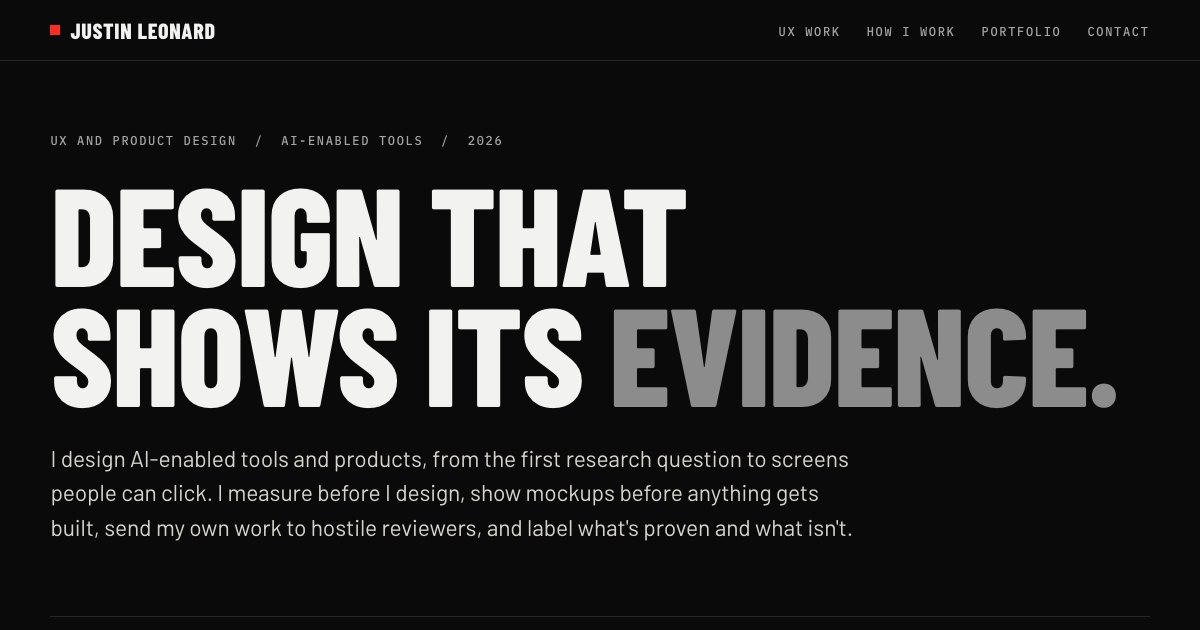 JUSTIN LEONARD
UX WORK
HOW I WORK
PORTFOLIO
CONTACT
UX AND PRODUCT DESIGN / AI-ENABLED TOOLS / 2026
DESIGN THAT
SHOWS ITS EVIDENCE.
I design AI-enabled tools and products, from the first research question to screens
people can click. I measure before I design, show mockups before anything gets
built, send my own work to hostile reviewers, and label what's proven and what isn't.